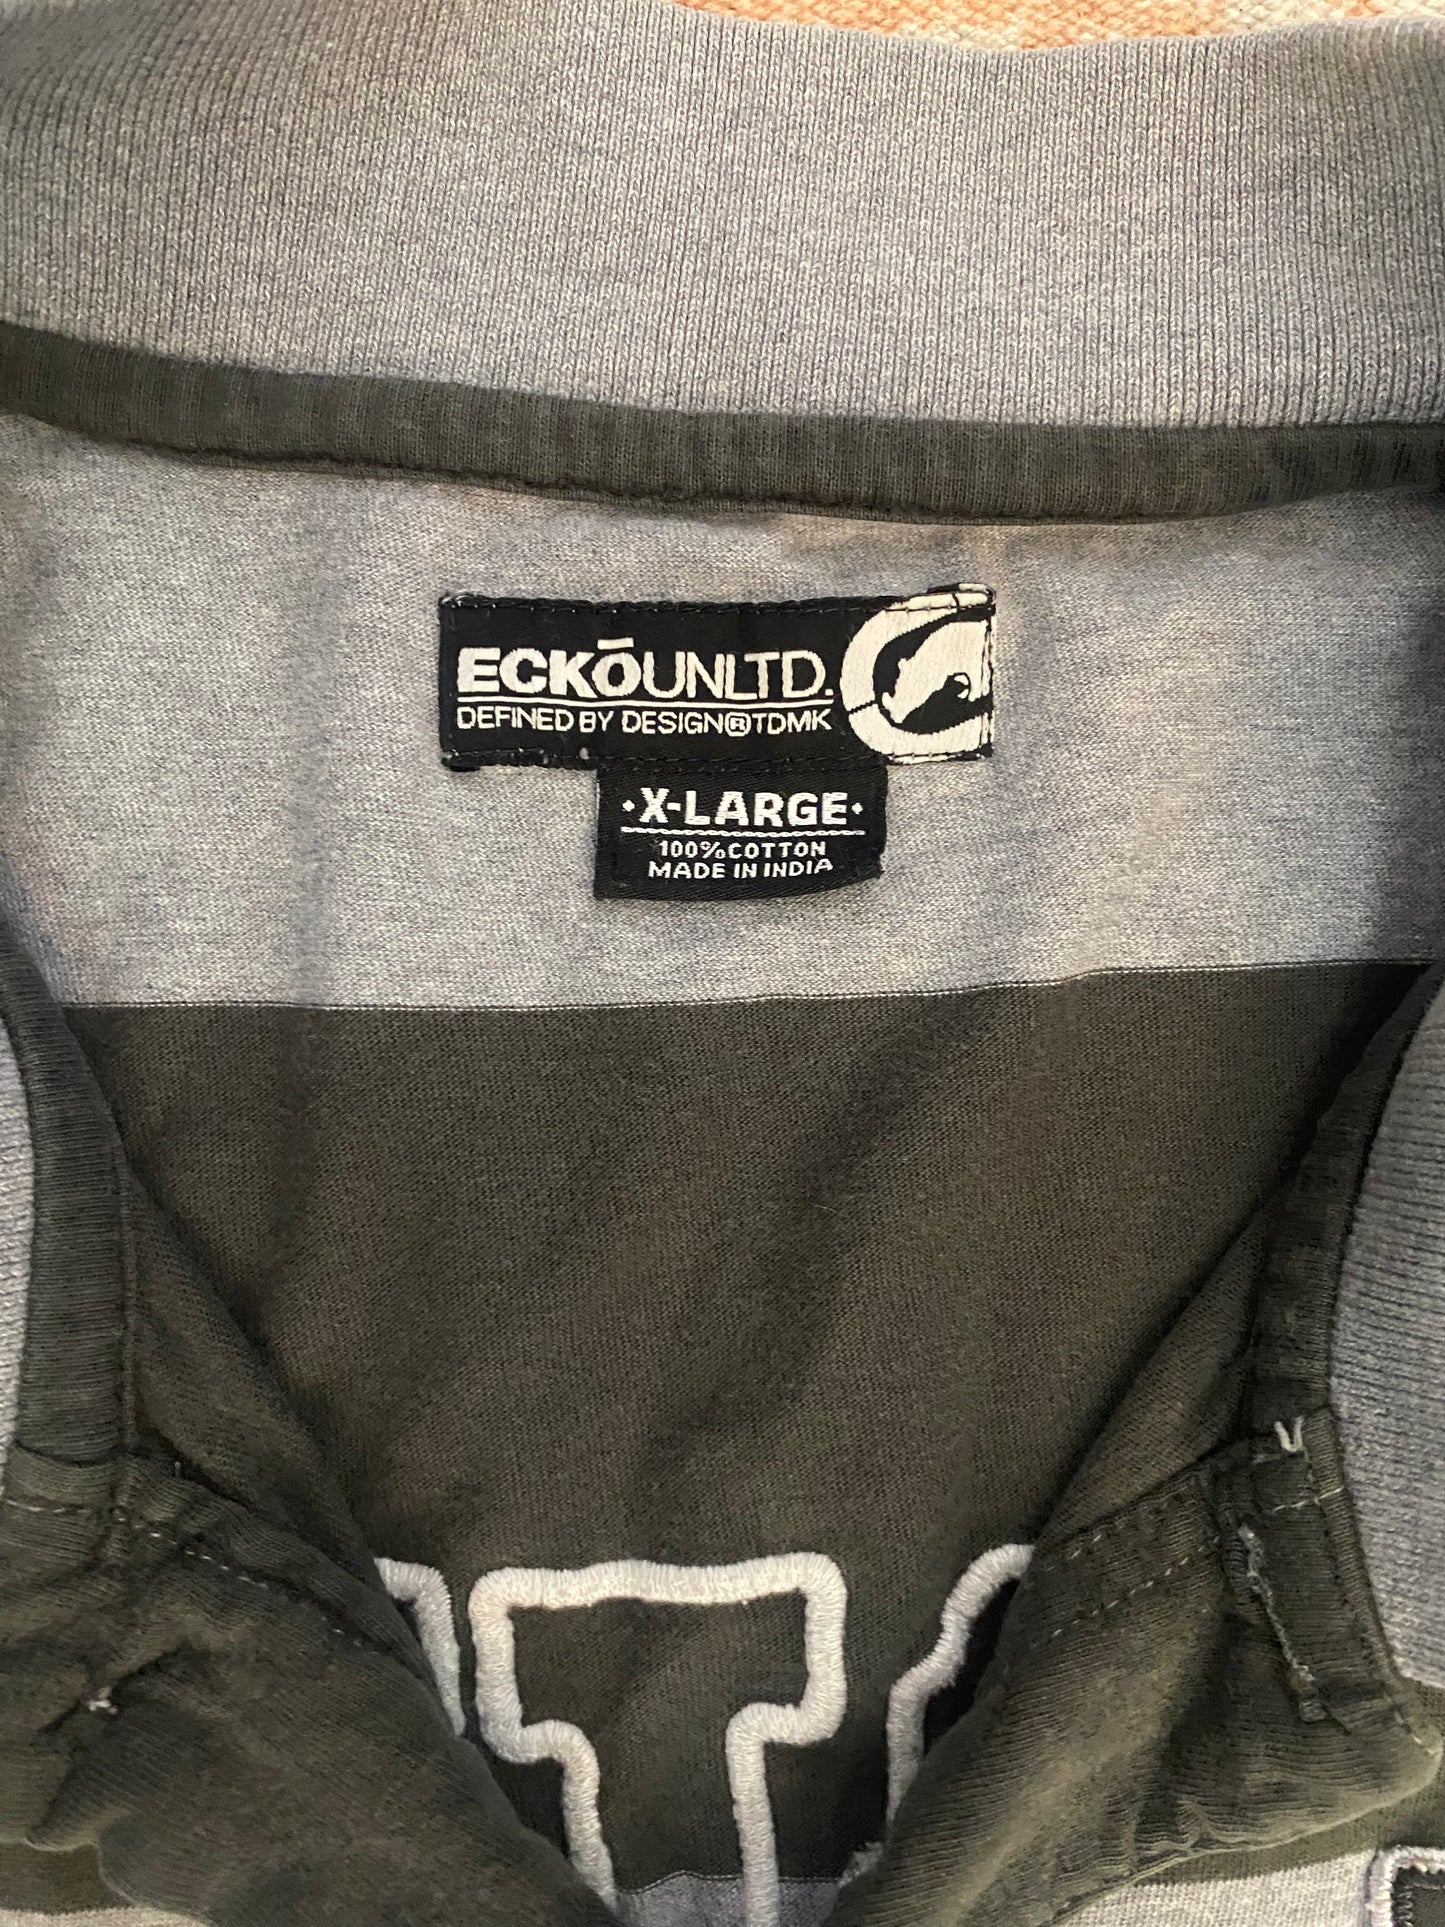 ECKŌUNLTD.
DEFINED BY DESIGN®TDMK
·X-LARGE·
100%COTTON
MADE IN INDIA